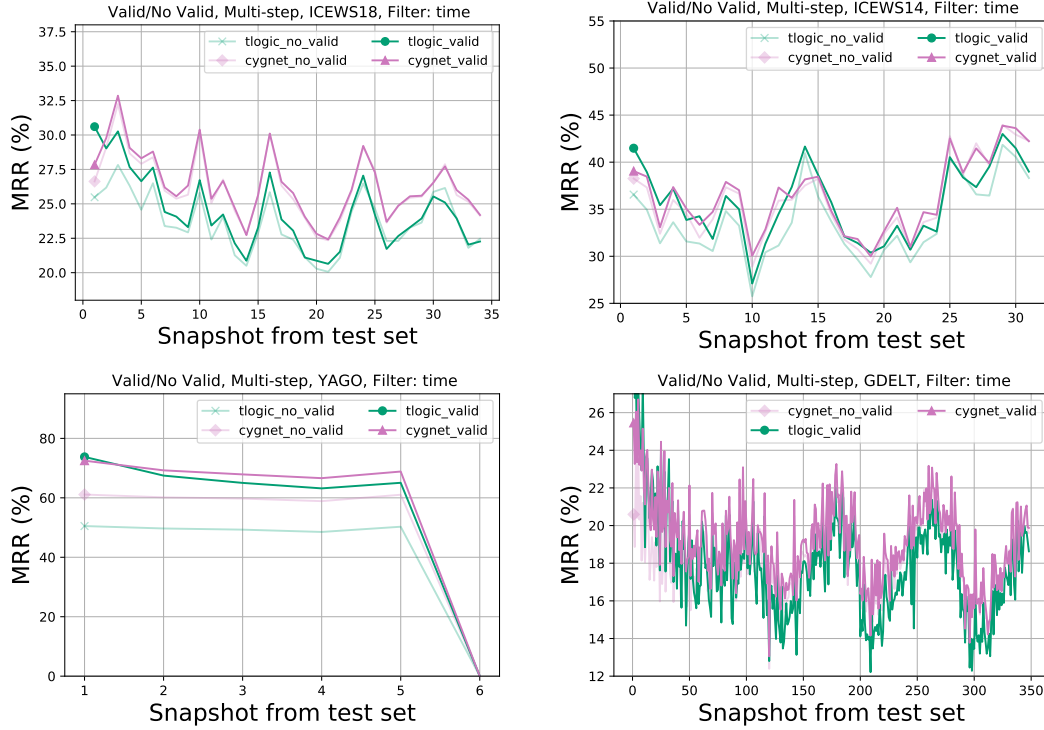 Valid/No Valid, Multi-step, ICEWS18, Filter: time
MRR (%)
37.5
35.0
32.5
30.0
27.5
25.0
22.5
20.0
tlogic_no_valid
cygnet_no_valid
tlogic_valid
cygnet_valid
0 5 10 15 20 25 30 35
Snapshot from test set
Valid/No Valid, Multi-step, ICEWS14, Filter: time
MRR (%)
55
50
45
40
35
30
25
tlogic_no_valid
cygnet_no_valid
tlogic_valid
cygnet_valid
0 5 10 15 20 25 30
Snapshot from test set
Valid/No Valid, Multi-step, YAGO, Filter: time
MRR (%)
80
60
40
20
0
tlogic_no_valid
cygnet_no_valid
tlogic_valid
cygnet_valid
1 2 3 4 5 6
Snapshot from test set
Valid/No Valid, Multi-step, GDELT, Filter: time
MRR (%)
26
24
22
20
18
16
14
12
cygnet_no_valid
tlogic_valid
cygnet_valid
0 50 100 150 200 250 300 350
Snapshot from test set